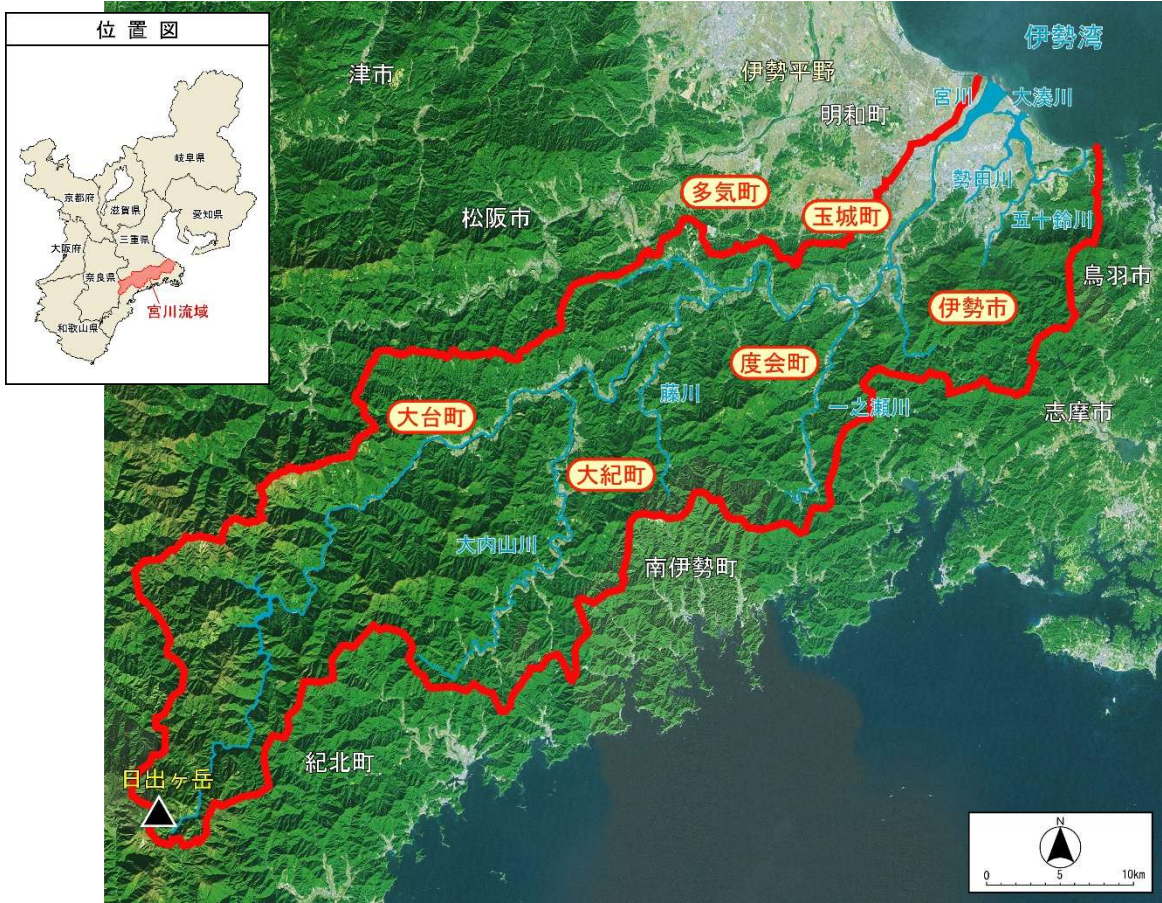 位置図
岐阜県
京都府
滋賀県
愛知県
三重県
大阪府
奈良県
宮川流域
和歌山県
伊勢湾
津市
伊勢平野
宮川
大湊川
明和町
勢田川
多気町
松阪市
玉城町
五十鈴川
鳥羽市
伊勢市
度会町
藤川
大台町
一之瀬川
志摩市
大紀町
大内山川
南伊勢町
紀北町
日出ヶ岳
N
0 5 10km